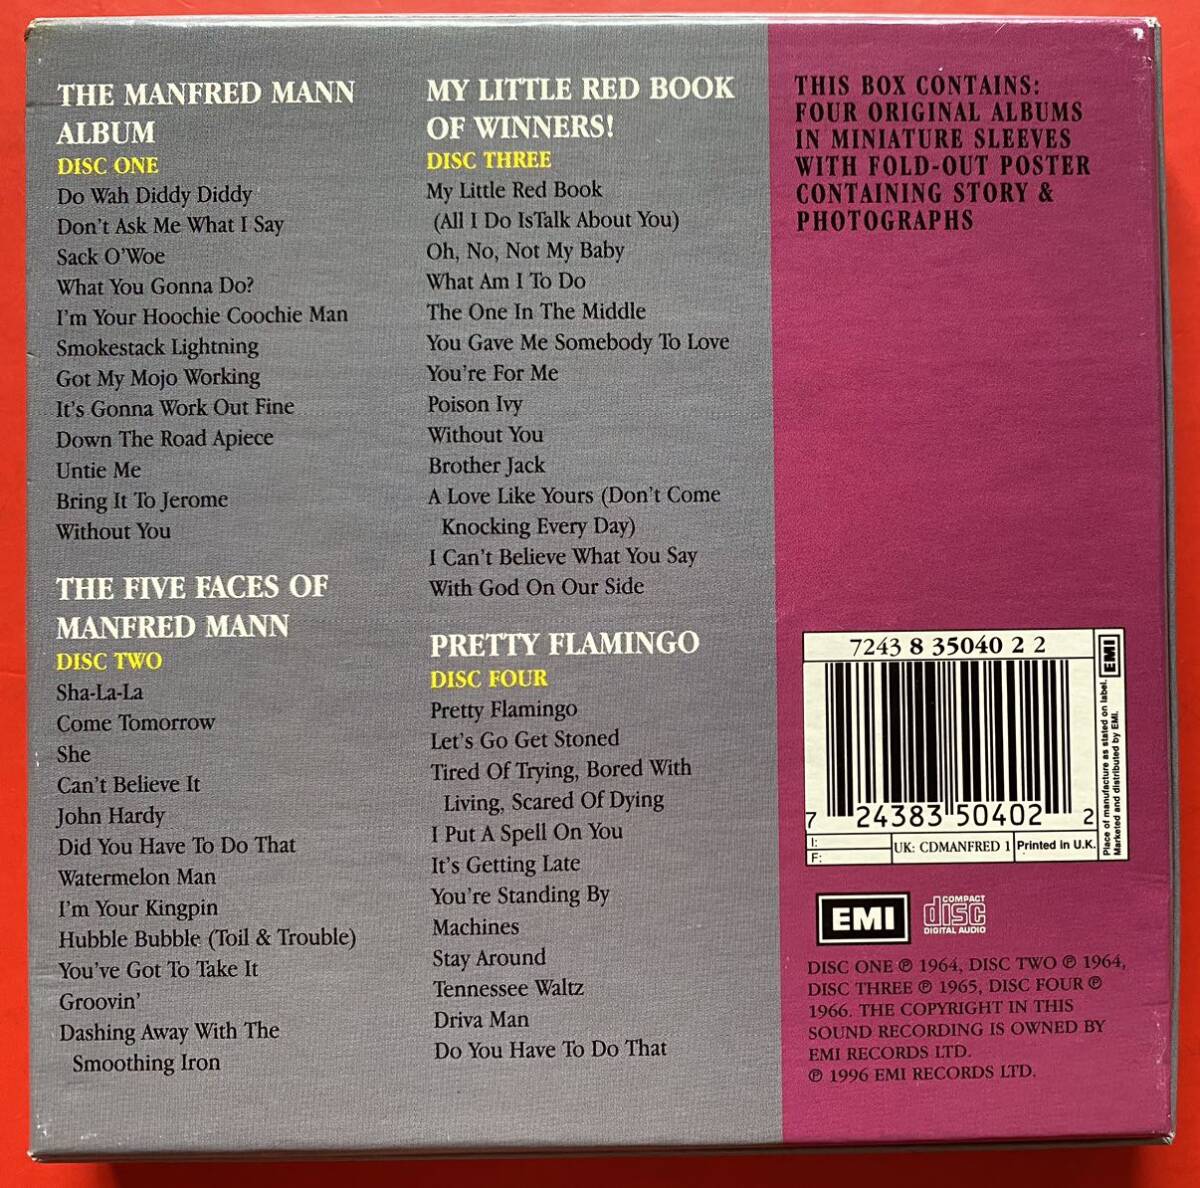 THE MANFRED MANN
ALBUM
DISC ONE
Do Wah Diddy Diddy
Don't Ask Me What I Say
Sack O'Woe
What You Gonna Do?
I'm Your Hoochie Coochie Man
Smokestack Lightning
Got My Mojo Working
It's Gonna Work Out Fine
Down The Road Apiece
Untie Me
Bring It To Jerome
Without You
THE FIVE FACES OF
MANFRED MANN
DISC TWO
Sha-La-La
Come Tomorrow
She
Can't Believe It
John Hardy
Did You Have To Do That
Watermelon Man
I'm Your Kingpin
Hubble Bubble (Toil & Trouble)
You've Got To Take It
Groovin'
Dashing Away With The
Smoothing Iron
MY LITTLE RED BOOK
OF WINNERS!
DISC THREE
My Little Red Book
(All I Do IsTalk About You)
Oh, No, Not My Baby
What Am I To Do
The One In The Middle
You Gave Me Somebody To Love
You're For Me
Poison Ivy
Without You
Brother Jack
A Love Like Yours (Don't Come
Knocking Every Day)
I Can't Believe What You Say
With God On Our Side
PRETTY FLAMINGO
DISC FOUR
Pretty Flamingo
Let's Go Get Stoned
Tired Of Trying, Bored With
Living, Scared Of Dying
I Put A Spell On You
It's Getting Late
You're Standing By
Machines
Stay Around
Tennessee Waltz
Driva Man
Do You Have To Do That
THIS BOX CONTAINS:
FOUR ORIGINAL ALBUMS
IN MINIATURE SLEEVES
WITH FOLD-OUT POSTER
CONTAINING STORY &
PHOTOGRAPHS
7243 8 35040 2 2
7 24383 50402 2
I:
F:
UK: CDMANFRED 1
Printed in U.K.
EMI
Place of manufacture as stated on label.
Marketed and distributed by EMI.
EMI
COMPACT
disc
DIGITAL AUDIO
DISC ONE ℗ 1964, DISC TWO ℗ 1964,
DISC THREE ℗ 1965, DISC FOUR ℗
1966. THE COPYRIGHT IN THIS
SOUND RECORDING IS OWNED BY
EMI RECORDS LTD.
℗ 1996 EMI RECORDS LTD.